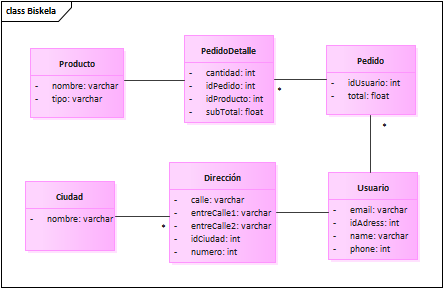 class Biskela
Producto
- nombre: varchar
- tipo: varchar
PedidoDetalle
- cantidad: int
- idPedido: int
- idProducto: int
- subTotal: float
*
Pedido
- idUsuario: int
- total: float
*
Ciudad
- nombre: varchar
*
Dirección
- calle: varchar
- entreCalle1: varchar
- entreCalle2: varchar
- idCiudad: int
- numero: int
Usuario
- email: varchar
- idAdress: int
- name: varchar
- phone: int